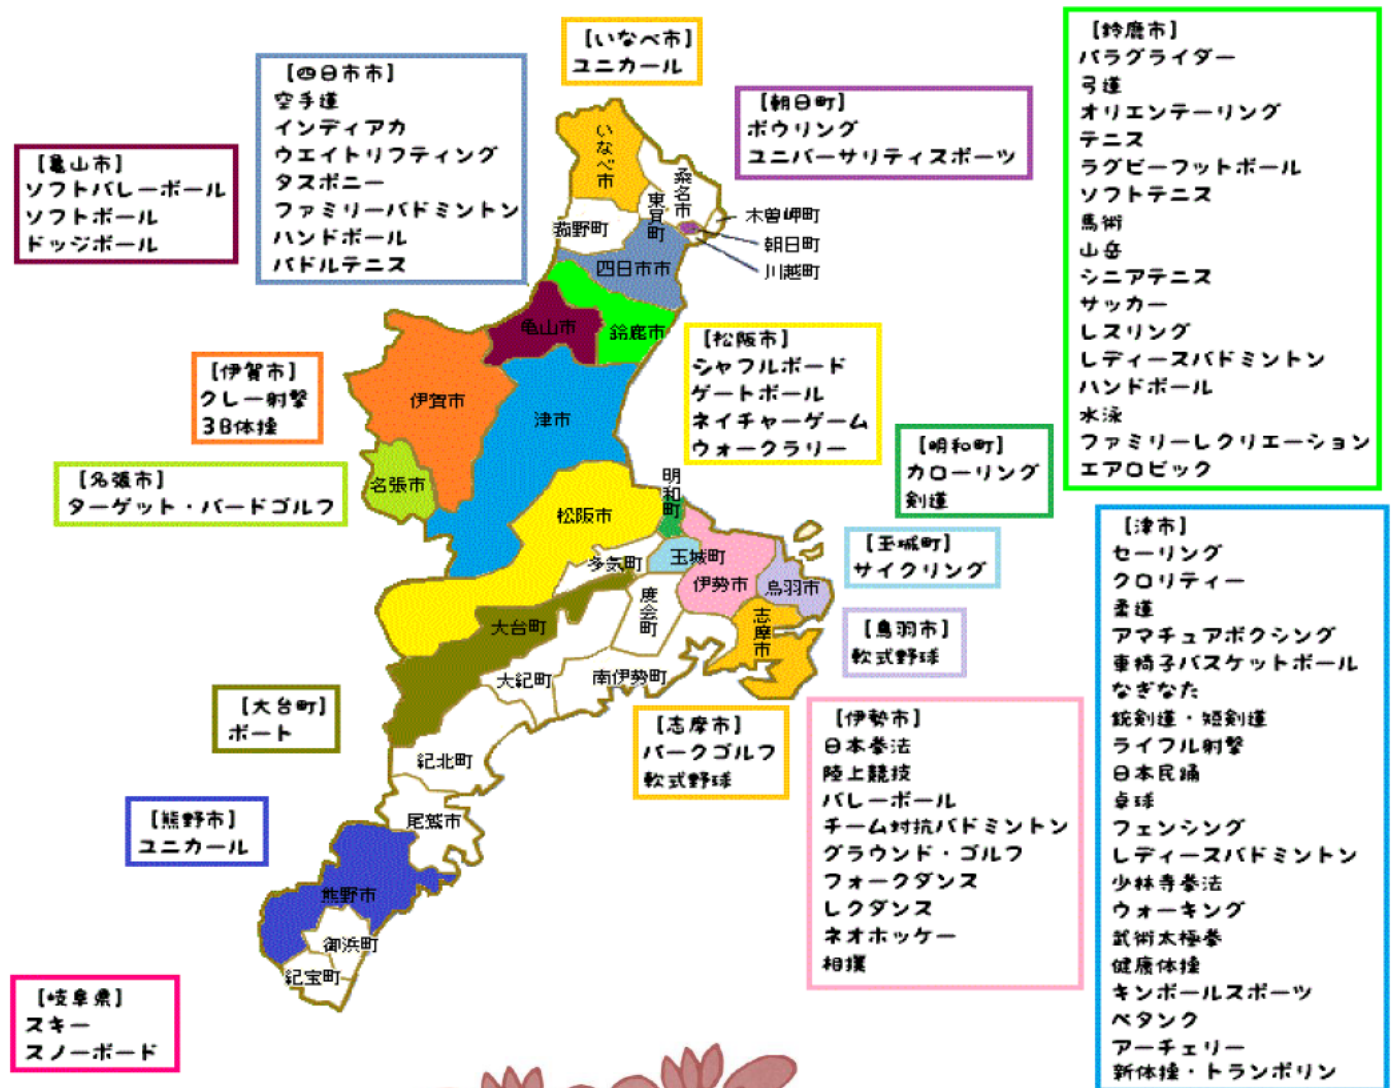 【いなべ市】
ユニカール
【四日市市】
空手道
インディアカ
ウエイトリフティング
タスポニー
ファミリーバドミントン
ハンドボール
パドルテニス
【朝日町】
ボウリング
ユニバーサリティスポーツ
【鈴鹿市】
パラグライダー
弓道
オリエンテーリング
テニス
ラグビーフットボール
ソフトテニス
馬術
山岳
シニアテニス
サッカー
レスリング
レディースバドミントン
ハンドボール
水泳
ファミリーレクリエーション
エアロビック
【亀山市】
ソフトバレーボール
ソフトボール
ドッジボール
【伊賀市】
クレー射撃
3B体操
【名張市】
ターゲット・バードゴルフ
【松阪市】
シャフルボード
ゲートボール
ネイチャーゲーム
ウォークラリー
【明和町】
カローリング
剣道
【玉城町】
サイクリング
【鳥羽市】
軟式野球
【津市】
セーリング
クロリティー
柔道
アマチュアボクシング
車椅子バスケットボール
なぎなた
銃剣道・短剣道
ライフル射撃
日本民踊
卓球
フェンシング
レディースバドミントン
少林寺拳法
ウォーキング
武術太極拳
健康体操
キンボールスポーツ
ペタンク
アーチェリー
新体操・トランポリン
【大台町】
ボート
【志摩市】
パークゴルフ
軟式野球
【伊勢市】
日本拳法
陸上競技
バレーボール
チーム対抗バドミントン
グラウンド・ゴルフ
フォークダンス
レクダンス
ネオホッケー
相撲
【熊野市】
ユニカール
【岐阜県】
スキー
スノーボード
いなべ市
桑名市
東員町
木曽岬町
朝日町
川越町
菰野町
四日市市
亀山市
鈴鹿市
伊賀市
津市
名張市
松阪市
明和町
多気町
玉城町
伊勢市
鳥羽市
志摩市
度会町
大台町
大紀町
南伊勢町
紀北町
尾鷲市
熊野市
御浜町
紀宝町